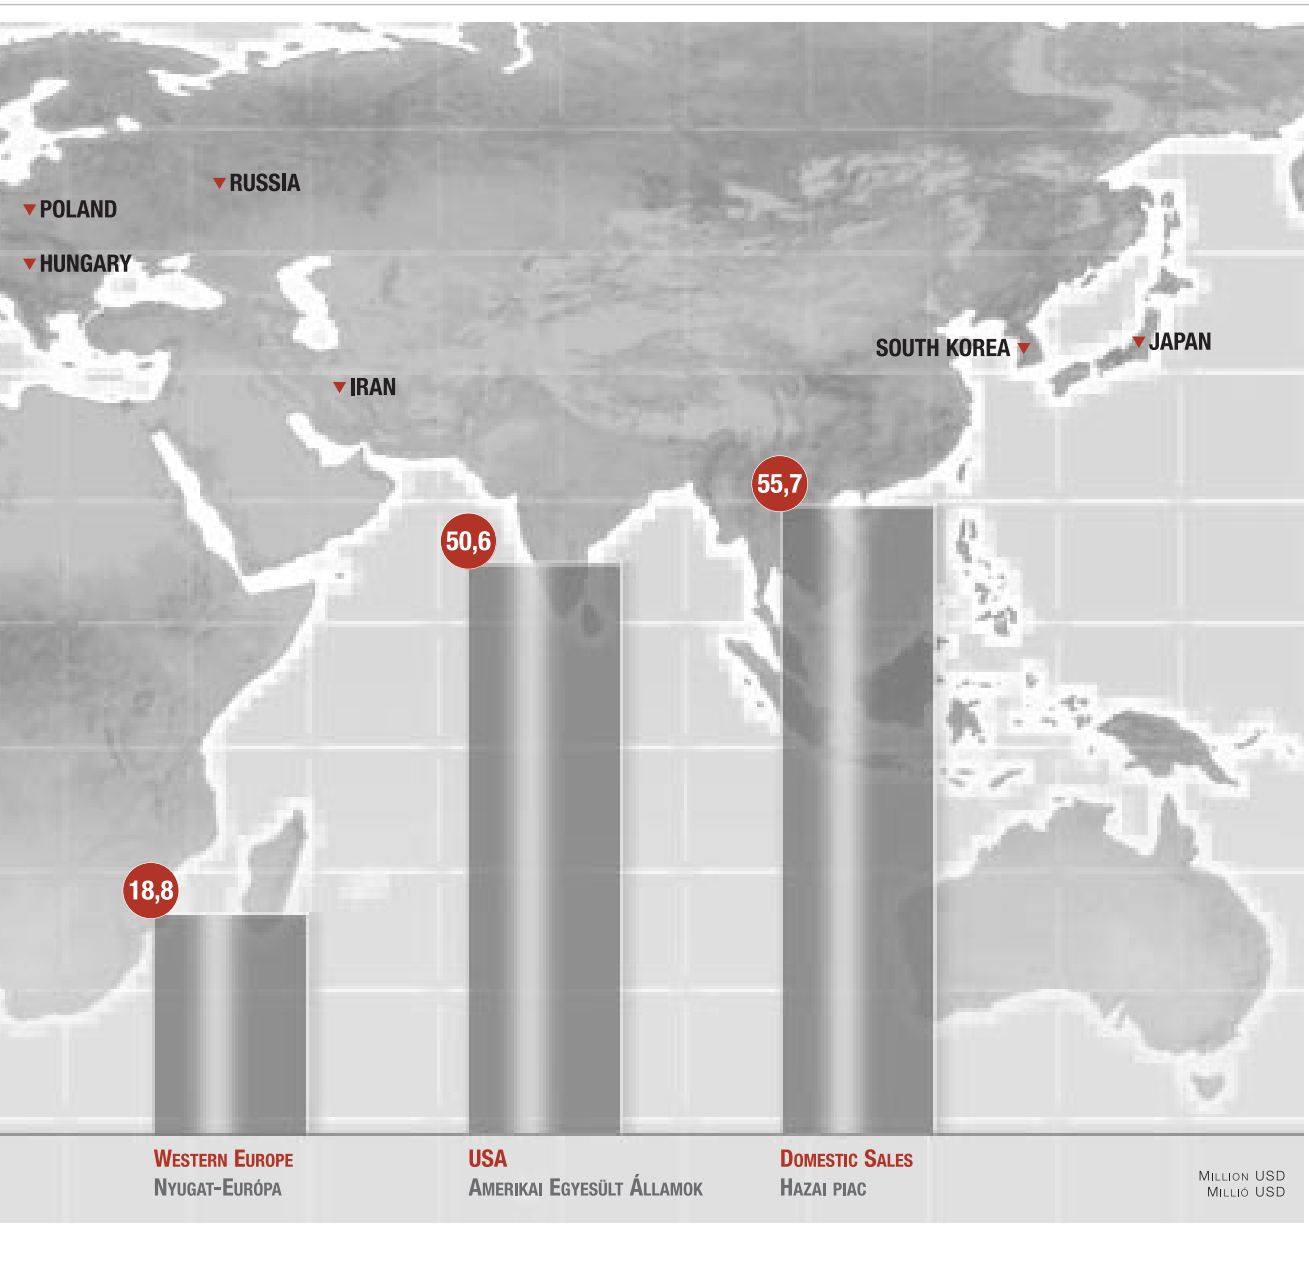 RUSSIA
POLAND
HUNGARY
SOUTH KOREA
JAPAN
IRAN
55,7
50,6
18,8
WESTERN EUROPE
NYUGAT-EURÓPA
USA
AMERIKAI EGYESÜLT ÁLLAMOK
DOMESTIC SALES
HAZAI PIAC
MILLION USD
MILLIÓ USD